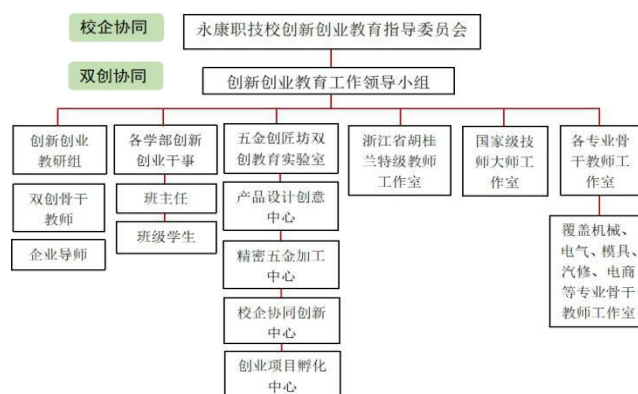 校企协同
永康职技校创新创业教育指导委员会
双创协同
创新创业教育工作领导小组
创新创业
教研组
各学部创新
创业干事
五金创匠坊双
创教育实验室
浙江省胡桂
兰特级教师
工作室
国家级技
师大师工
作室
各专业骨
干教师工
作室
双创骨干
教师
企业导师
班主任
班级学生
产品设计创意
中心
精密五金加工
中心
校企协同创新
中心
创业项目孵化
中心
覆盖机械、
电气、模具、
汽修、电商
等专业骨干
教师工作室